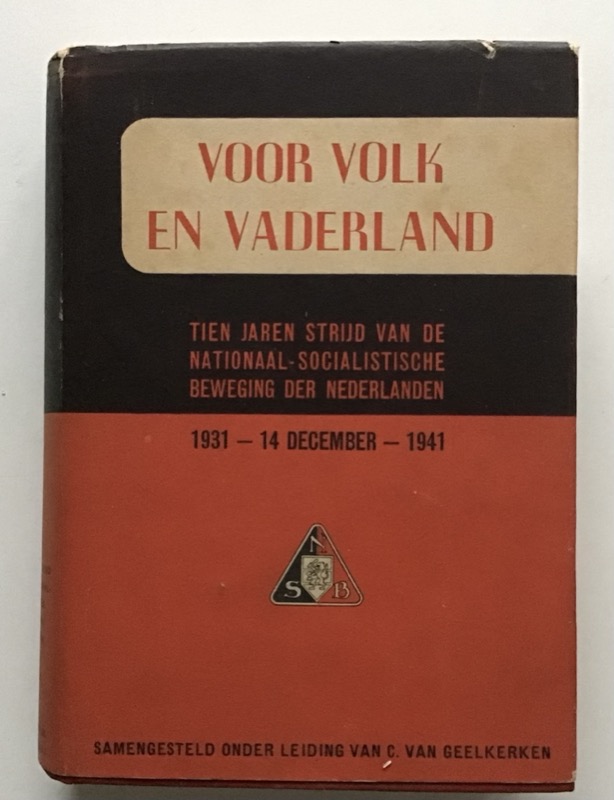 VOOR VOLK
EN VADERLAND
TIEN JAREN STRIJD VAN DE
NATIONAAL-SOCIALISTISCHE
BEWEGING DER NEDERLANDEN
1931 — 14 DECEMBER — 1941
N
S B
SAMENGESTELD ONDER LEIDING VAN C. VAN GEELKERKEN